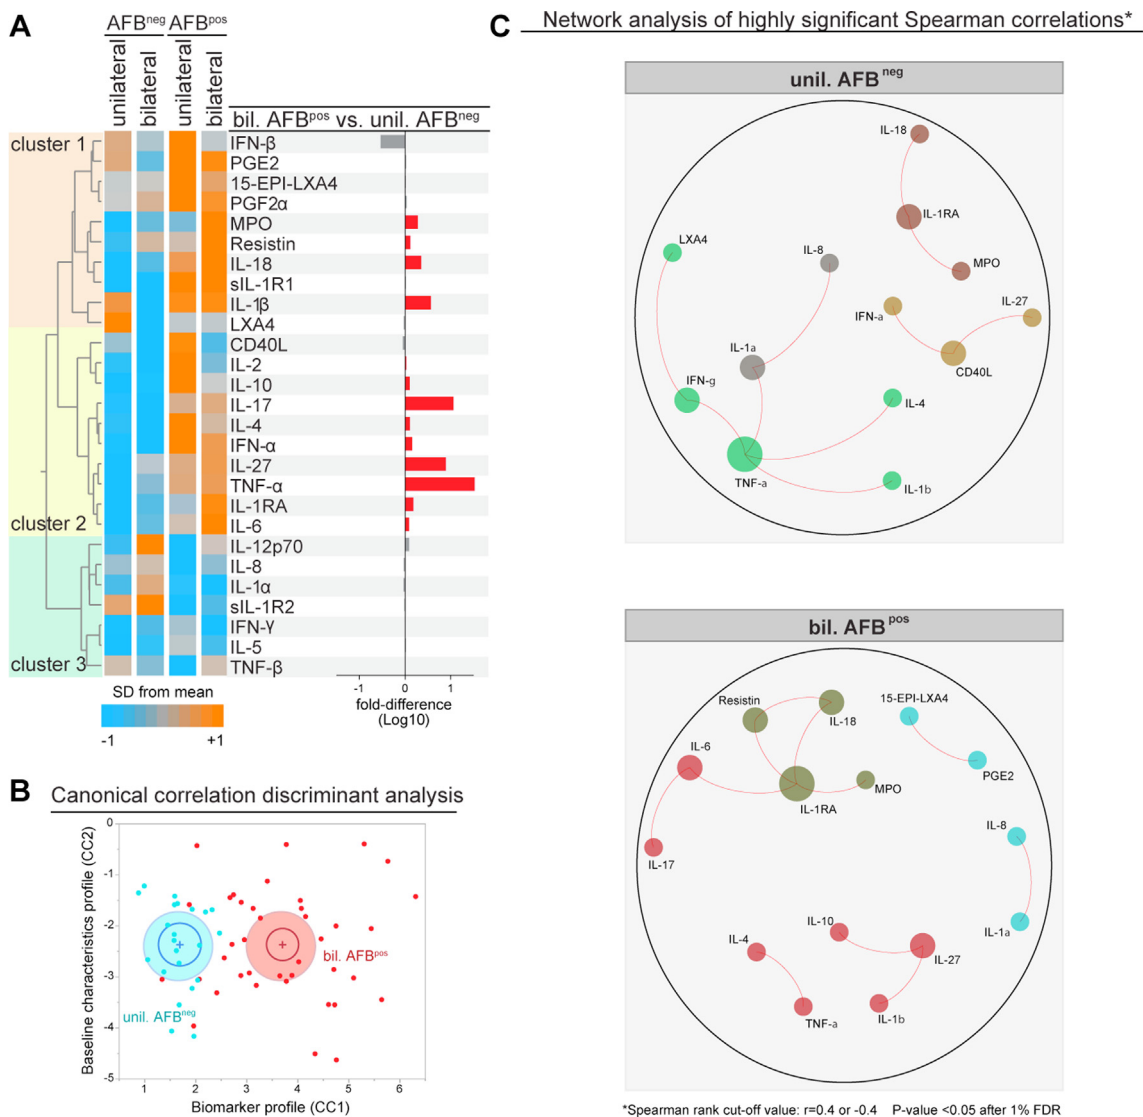 A
AFBneg AFBpos
unilateral
bilateral
unilateral
bilateral
bil. AFBpos vs. unil. AFBneg
cluster 1
IFN-β
PGE2
15-EPI-LXA4
PGF2α
MPO
Resistin
IL-18
sIL-1R1
IL-1β
LXA4
CD40L
IL-2
IL-10
IL-17
IL-4
IFN-α
IL-27
TNF-α
IL-1RA
cluster 2
IL-6
IL-12p70
IL-8
IL-1α
sIL-1R2
IFN-γ
IL-5
cluster 3
TNF-β
SD from mean
-1 +1
-1 0 1
fold-difference
(Log10)
B
Canonical correlation discriminant analysis
Baseline characteristics profile (CC2)
0
-1
-2
-3
-4
-5
bil. AFBpos
unil. AFBneg
1 2 3 4 5 6
Biomarker profile (CC1)
C
Network analysis of highly significant Spearman correlations*
unil. AFBneg
IL-18
IL-1RA
LXA4
IL-8
MPO
IFN-a
IL-27
IL-1a
CD40L
IFN-g
IL-4
TNF-a
IL-1b
bil. AFBpos
Resistin
IL-18
15-EPI-LXA4
IL-6
PGE2
MPO
IL-1RA
IL-8
IL-17
IL-10
IL-1a
IL-4
IL-27
TNF-a
IL-1b
*Spearman rank cut-off value: r=0.4 or -0.4 P-value <0.05 after 1% FDR